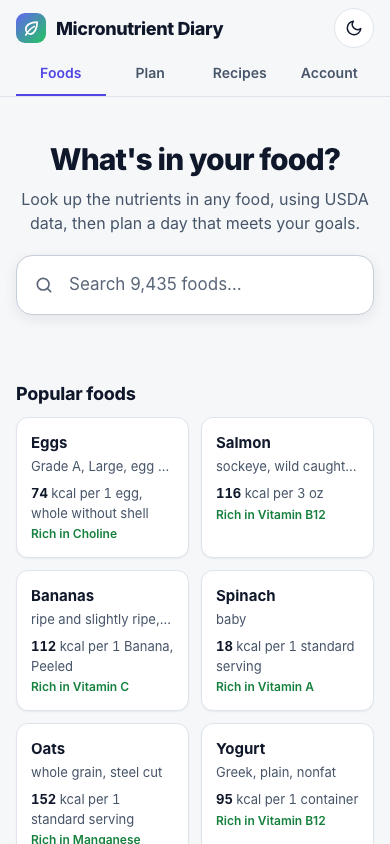 Micronutrient Diary
Foods Plan Recipes Account
What's in your food?
Look up the nutrients in any food, using USDA
data, then plan a day that meets your goals.
Search 9,435 foods...
Popular foods
Eggs
Grade A, Large, egg ...
74 kcal per 1 egg,
whole without shell
Rich in Choline
Salmon
sockeye, wild caught...
116 kcal per 3 oz
Rich in Vitamin B12
Bananas
ripe and slightly ripe,...
112 kcal per 1 Banana,
Peeled
Rich in Vitamin C
Spinach
baby
18 kcal per 1 standard
serving
Rich in Vitamin A
Oats
whole grain, steel cut
152 kcal per 1
standard serving
Rich in Manganese
Yogurt
Greek, plain, nonfat
95 kcal per 1 container
Rich in Vitamin B12